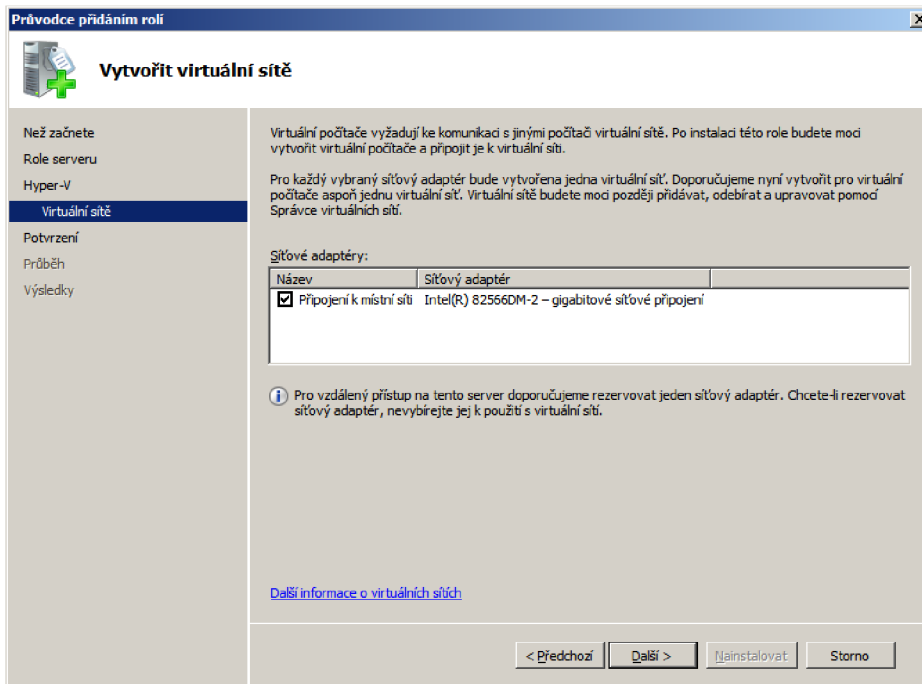 Průvodce přidáním rolí
Vytvořit virtuální sítě
Než začnete
Role serveru
Hyper-V
Virtuální sítě
Potvrzení
Průběh
Výsledky
Virtuální počítače vyžadují ke komunikaci s jinými počítači virtuální sítě. Po instalaci této role budete moci
vytvořit virtuální počítače a připojit je k virtuální síti.
Pro každý vybraný síťový adaptér bude vytvořena jedna virtuální síť. Doporučujeme nyní vytvořit pro virtuální
počítače aspoň jednu virtuální síť. Virtuální sítě budete moci později přidávat, odebírat a upravovat pomocí
Správce virtuálních sítí.
Síťové adaptéry:
Název Síťový adaptér
Připojení k místní síti Intel(R) 82566DM-2 – gigabitové síťové připojení
Pro vzdálený přístup na tento server doporučujeme rezervovat jeden síťový adaptér. Chcete-li rezervovat
síťový adaptér, nevybírejte jej k použití s virtuální sítí.
Další informace o virtuálních sítích
< Předchozí Další > Nainstalovat Storno